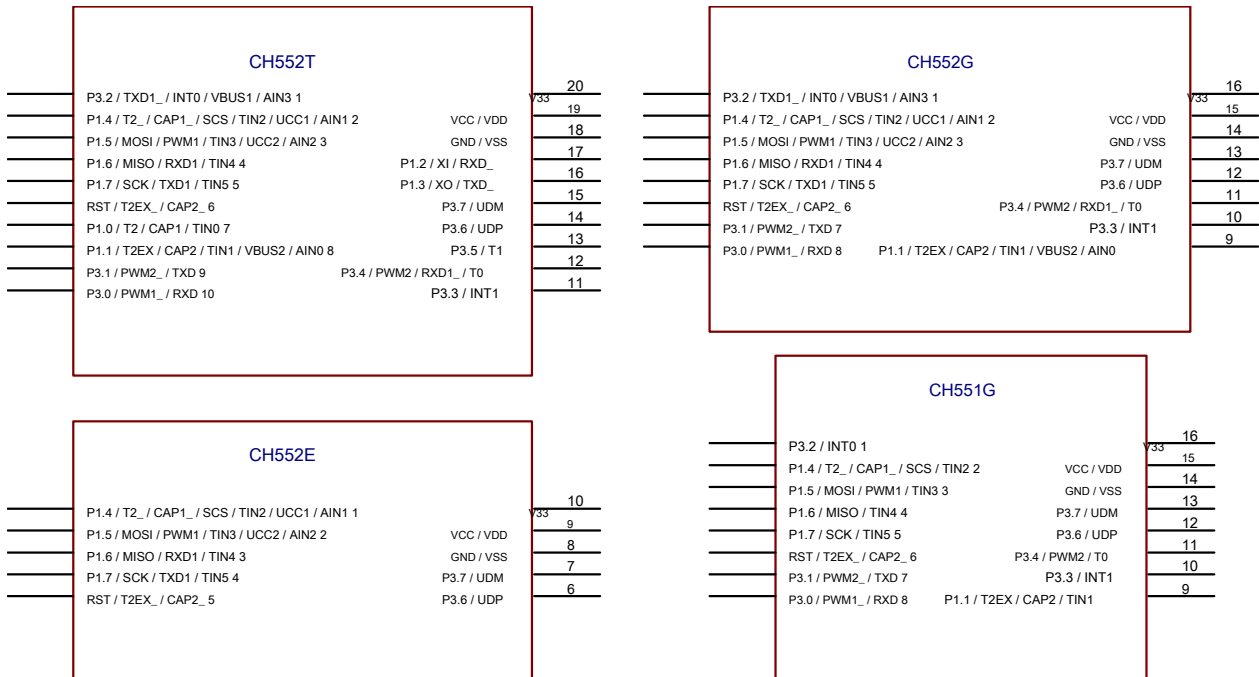 CH552T
20
P3.2 / TXD1_ / INT0 / VBUS1 / AIN3 1 V33
19
P1.4 / T2_ / CAP1_ / SCS / TIN2 / UCC1 / AIN1 2 VCC / VDD
18
P1.5 / MOSI / PWM1 / TIN3 / UCC2 / AIN2 3 GND / VSS
17
P1.6 / MISO / RXD1 / TIN4 4 P1.2 / XI / RXD_
16
P1.7 / SCK / TXD1 / TIN5 5 P1.3 / XO / TXD_
15
RST / T2EX_ / CAP2_ 6 P3.7 / UDM
14
P1.0 / T2 / CAP1 / TIN0 7 P3.6 / UDP
13
P1.1 / T2EX / CAP2 / TIN1 / VBUS2 / AIN0 8 P3.5 / T1
12
P3.1 / PWM2_ / TXD 9 P3.4 / PWM2 / RXD1_ / T0
11
P3.0 / PWM1_ / RXD 10 P3.3 / INT1
CH552G
16
P3.2 / TXD1_ / INT0 / VBUS1 / AIN3 1 V33
15
P1.4 / T2_ / CAP1_ / SCS / TIN2 / UCC1 / AIN1 2 VCC / VDD
14
P1.5 / MOSI / PWM1 / TIN3 / UCC2 / AIN2 3 GND / VSS
13
P1.6 / MISO / RXD1 / TIN4 4 P3.7 / UDM
12
P1.7 / SCK / TXD1 / TIN5 5 P3.6 / UDP
11
RST / T2EX_ / CAP2_ 6 P3.4 / PWM2 / RXD1_ / T0
10
P3.1 / PWM2_ / TXD 7 P3.3 / INT1
9
P3.0 / PWM1_ / RXD 8 P1.1 / T2EX / CAP2 / TIN1 / VBUS2 / AIN0
CH552E
10
P1.4 / T2_ / CAP1_ / SCS / TIN2 / UCC1 / AIN1 1 V33
9
P1.5 / MOSI / PWM1 / TIN3 / UCC2 / AIN2 2 VCC / VDD
8
P1.6 / MISO / RXD1 / TIN4 3 GND / VSS
7
P1.7 / SCK / TXD1 / TIN5 4 P3.7 / UDM
6
RST / T2EX_ / CAP2_ 5 P3.6 / UDP
CH551G
16
P3.2 / INT0 1 V33
15
P1.4 / T2_ / CAP1_ / SCS / TIN2 2 VCC / VDD
14
P1.5 / MOSI / PWM1 / TIN3 3 GND / VSS
13
P1.6 / MISO / TIN4 4 P3.7 / UDM
12
P1.7 / SCK / TIN5 5 P3.6 / UDP
11
RST / T2EX_ / CAP2_ 6 P3.4 / PWM2 / T0
10
P3.1 / PWM2_ / TXD 7 P3.3 / INT1
9
P3.0 / PWM1_ / RXD 8 P1.1 / T2EX / CAP2 / TIN1